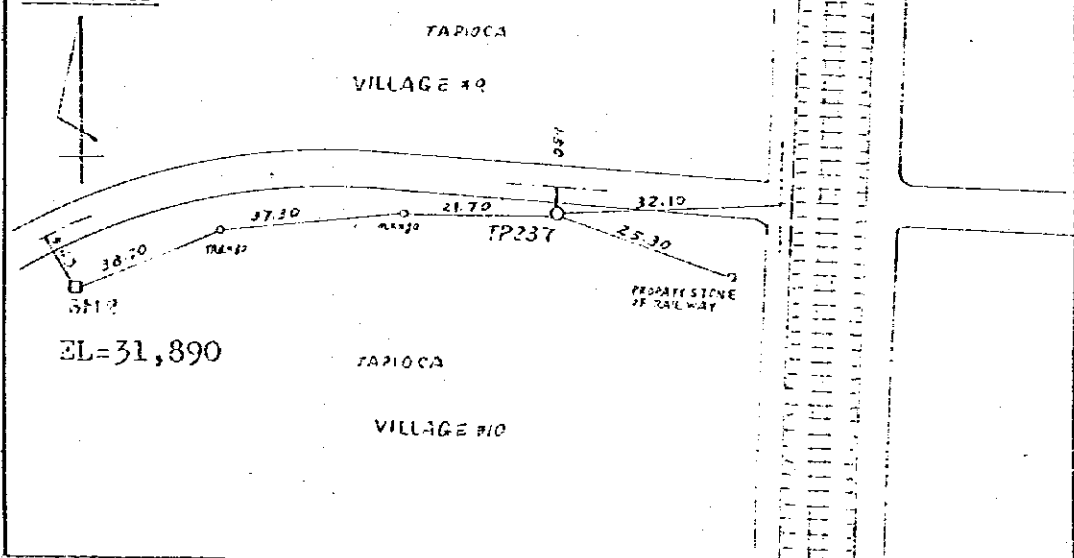 TAPIOCA
VILLAGE #9
32.10
37.30
21.70
TP237
25.30
38.70
PROPATY STONE
OF RAILWAY
EL=31,890
TAPIOCA
VILLAGE #10